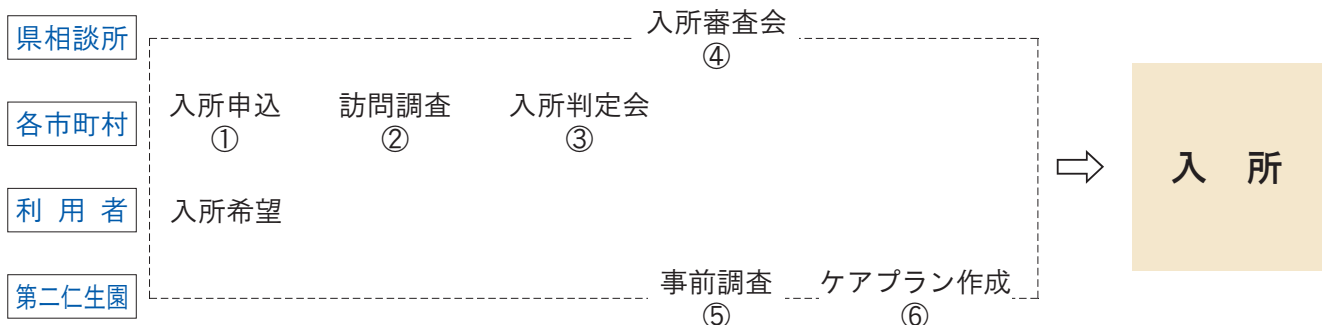 県相談所
入所審査会
④
各市町村
入所申込
①
訪問調査
②
入所判定会
③
利用者
入所希望
第二仁生園
事前調査
⑤
ケアプラン作成
⑥
⇨
入 所